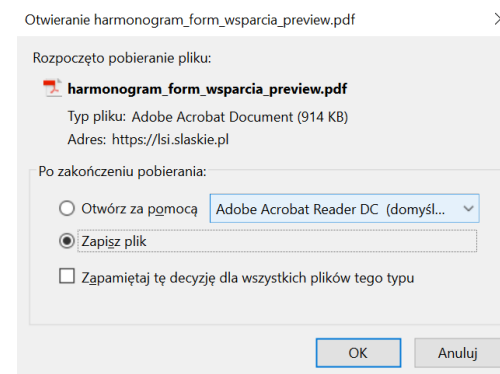 Otwieranie harmonogram_form_wsparcia_preview.pdf
Rozpoczęto pobieranie pliku:
harmonogram_form_wsparcia_preview.pdf
Typ pliku: Adobe Acrobat Document (914 KB)
Adres: https://lsi.slaskie.pl
Po zakończeniu pobierania:
Otwórz za pomocą Adobe Acrobat Reader DC (domyśl...
Zapisz plik
Zapamiętaj tę decyzję dla wszystkich plików tego typu
OK Anuluj